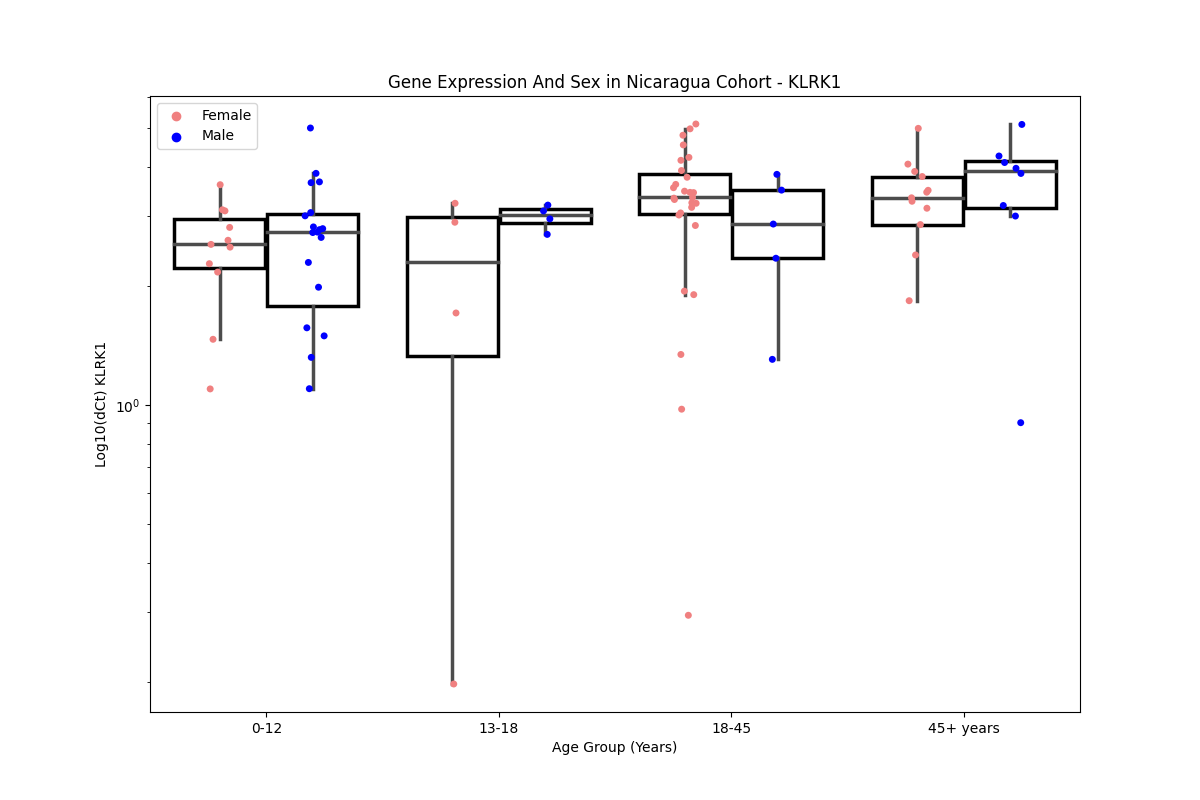 Gene Expression And Sex in Nicaragua Cohort - KLRK1
Female
Male
Log10(dCt) KLRK1
10⁰
0-12
13-18
18-45
45+ years
Age Group (Years)